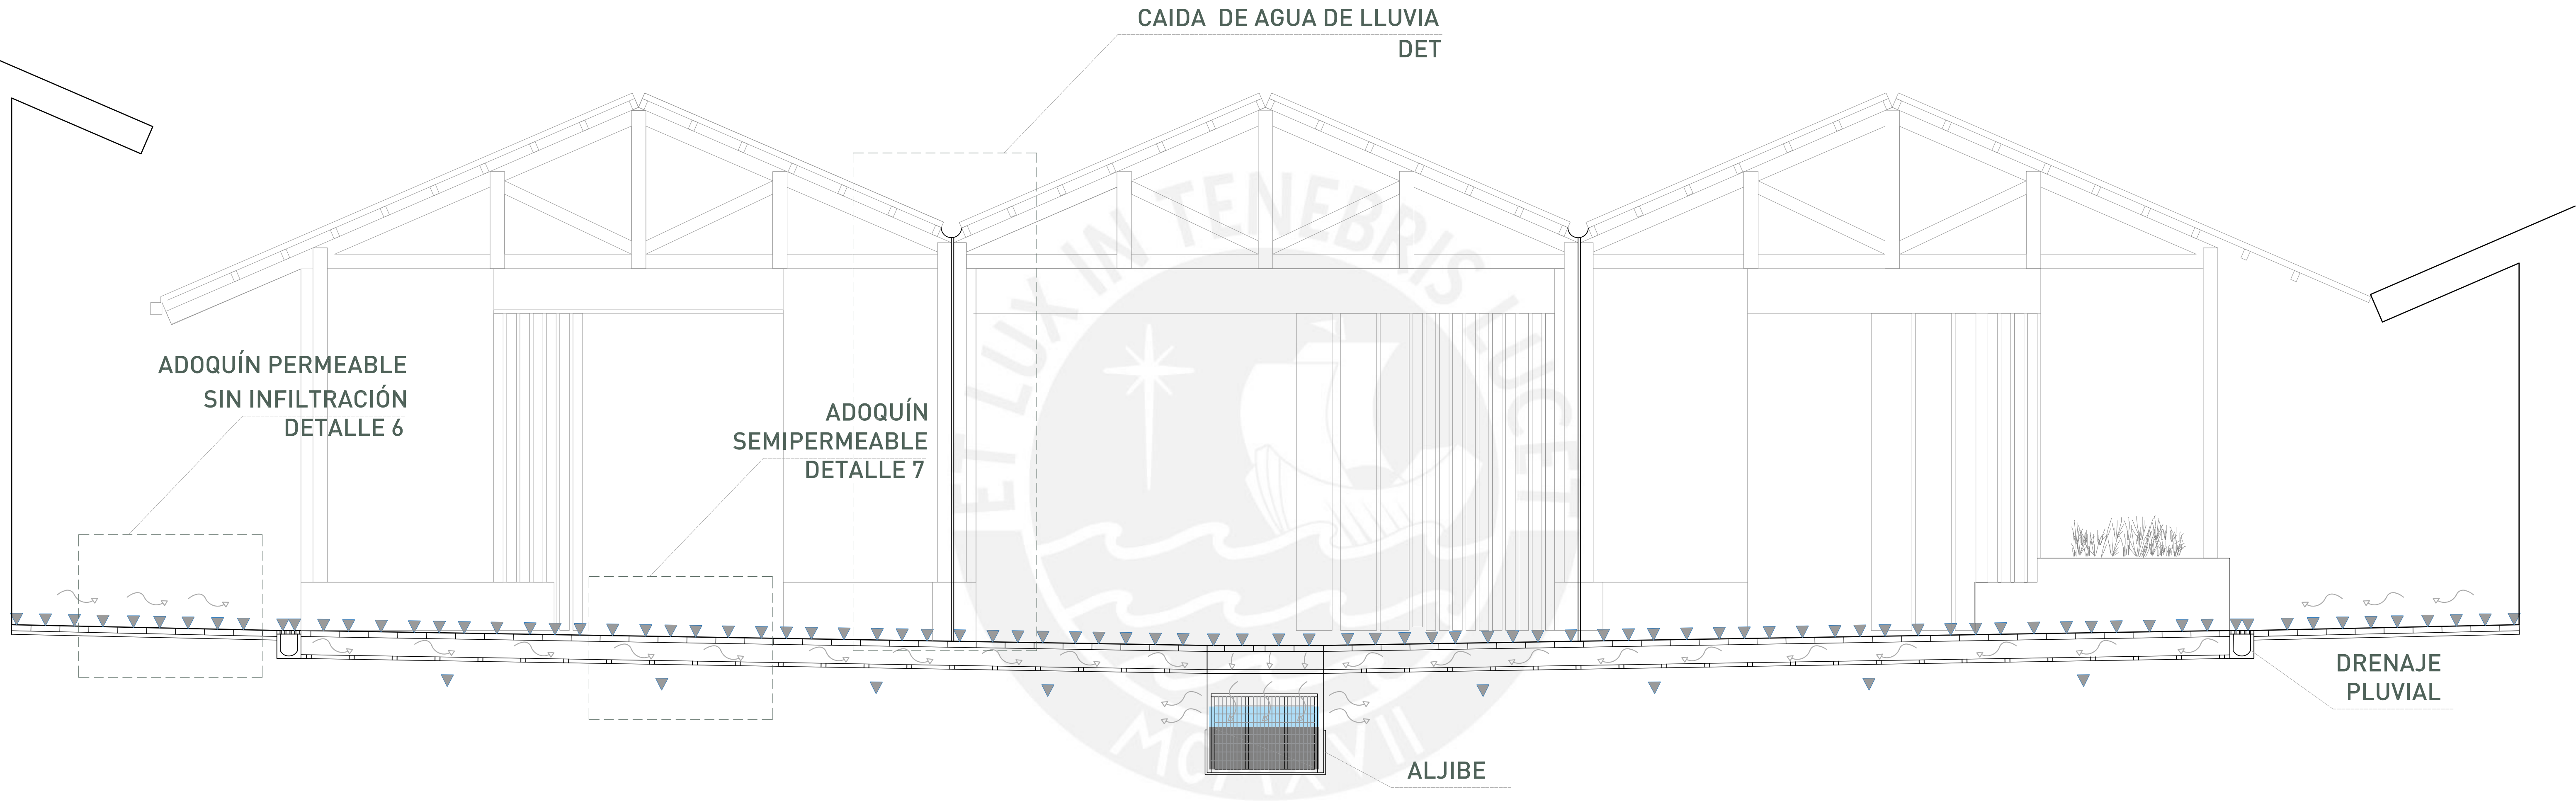 CAIDA DE AGUA DE LLUVIA
DET
ADOQUÍN PERMEABLE
SIN INFILTRACIÓN
DETALLE 6
ADOQUÍN
SEMIPERMEABLE
DETALLE 7
DRENAJE
PLUVIAL
ALJIBE
ET LUX IN TENEBRIS LUCET
MCMXVII